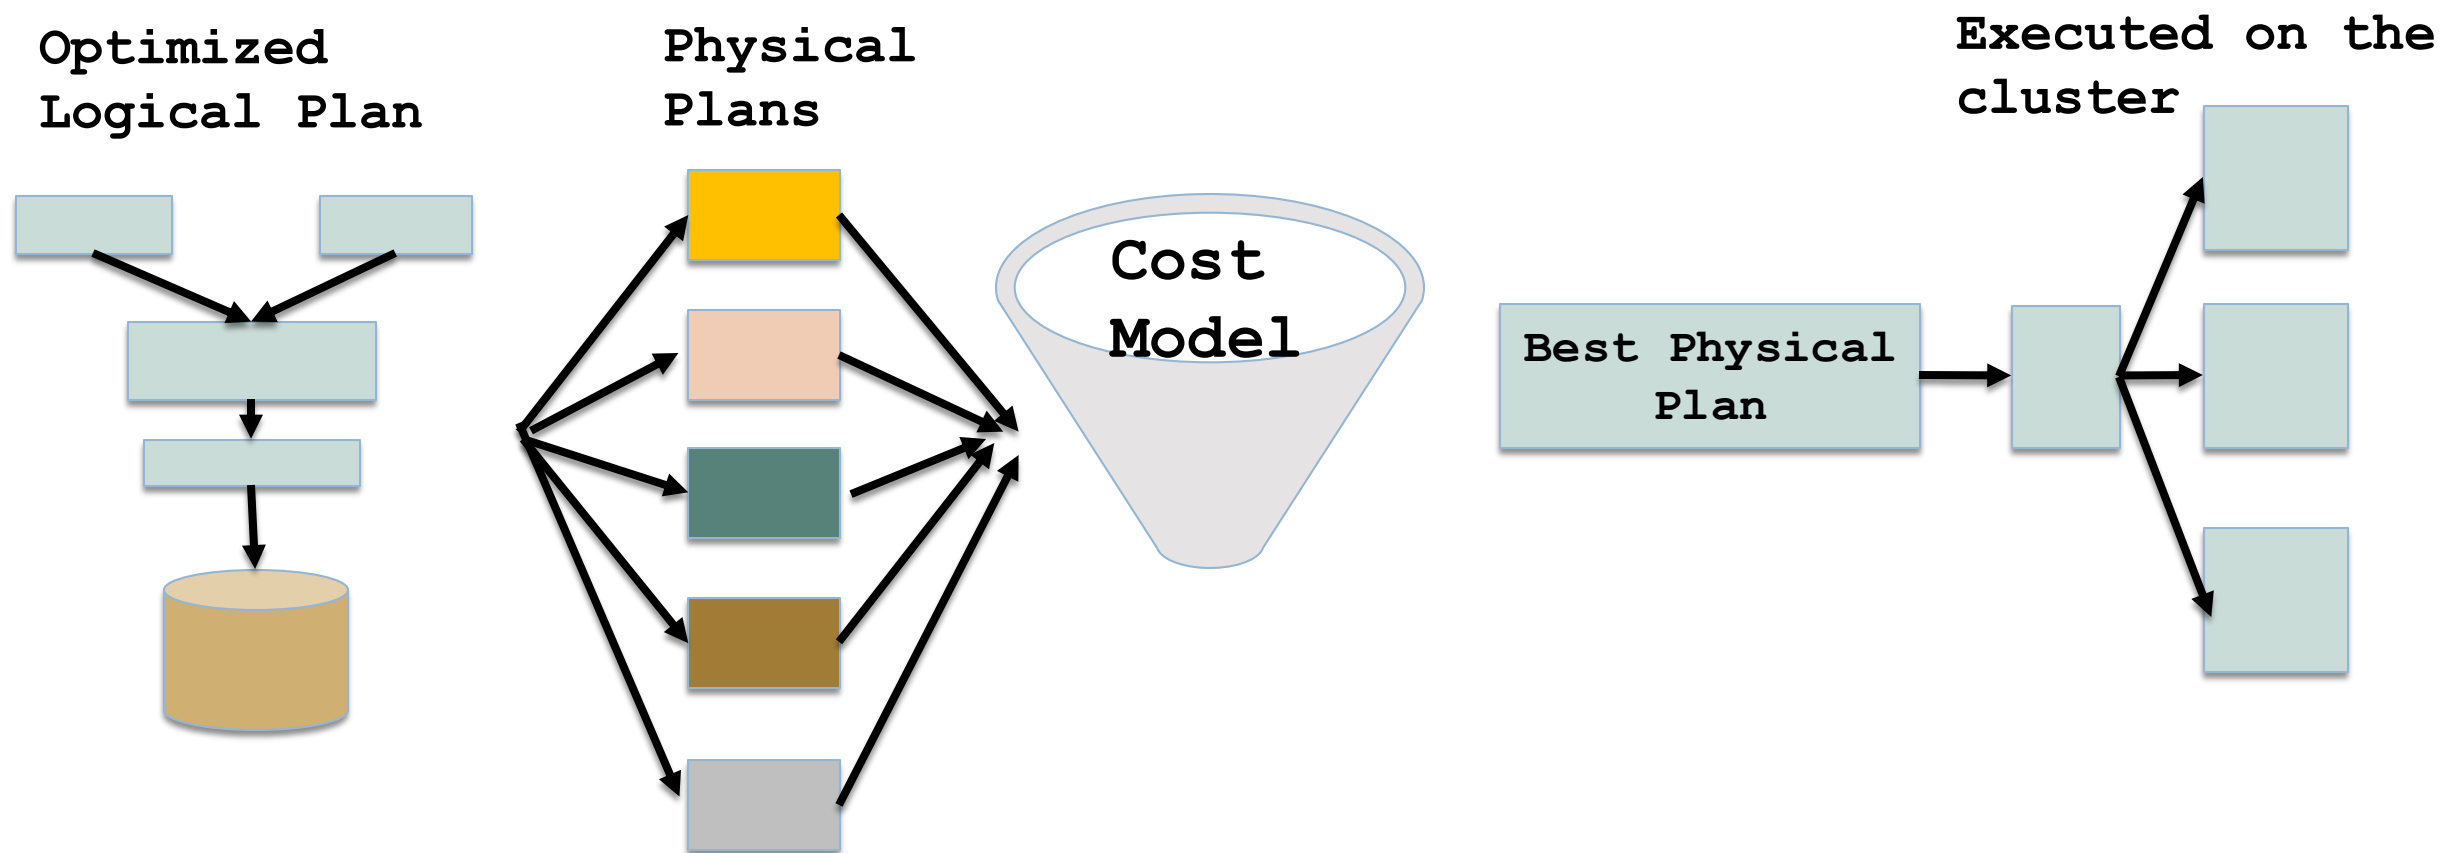 Optimized
Logical Plan
Physical
Plans
Cost
Model
Best Physical
Plan
Executed on the
cluster